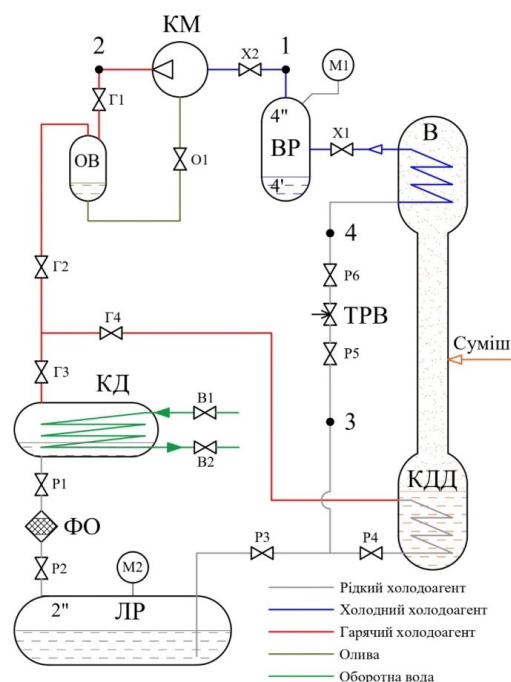 КМ
2
Х2
1
М1
Г1
4"
В
ОВ
О1
ВР
Х1
4'
4
Г2
Р6
Г4
ТРВ
Суміш
Р5
Г3
КД
В1
3
В2
КДД
Р1
ФО
Р3
Р4
Р2
М2
2"
ЛР
Рідкий холодоагент
Холодний холодоагент
Гарячий холодоагент
Олива
Оборотна вода